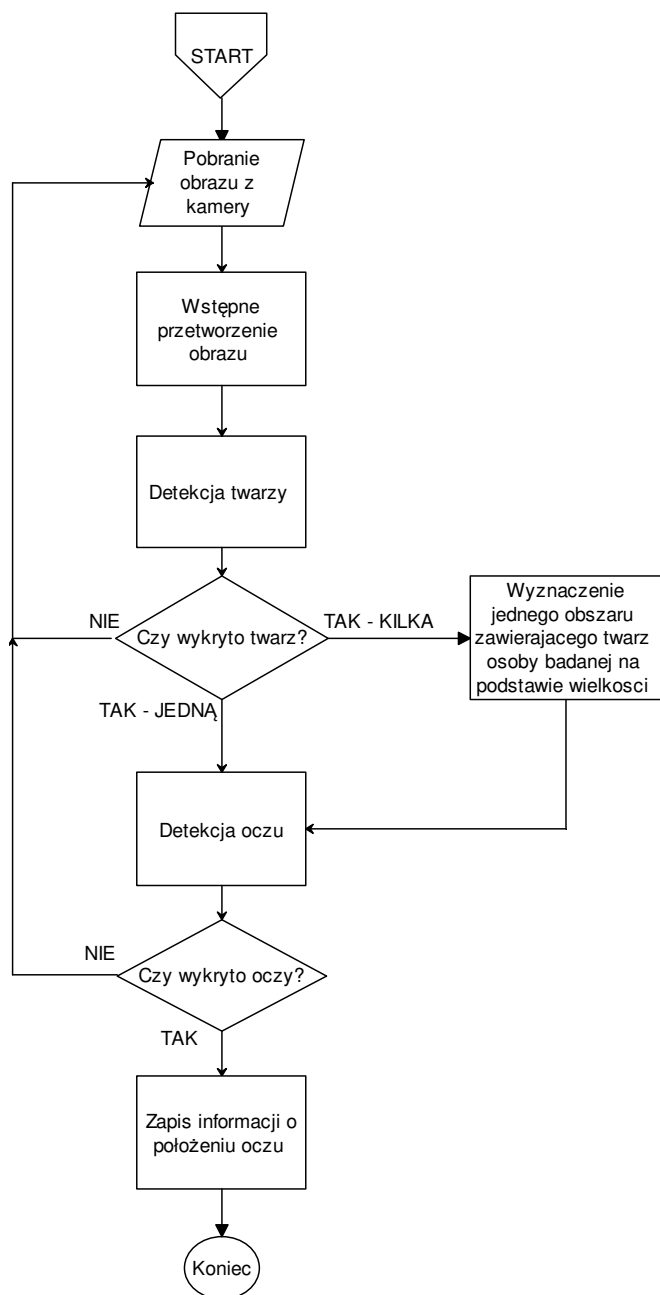 START
Pobranie
obrazu z
kamery
Wstępne
przetworzenie
obrazu
Detekcja twarzy
NIE
Czy wykryto twarz?
TAK - KILKA
Wyznaczenie
jednego obszaru
zawierajacego twarz
osoby badanej na
podstawie wielkosci
TAK - JEDNĄ
Detekcja oczu
NIE
Czy wykryto oczy?
TAK
Zapis informacji o
położeniu oczu
Koniec